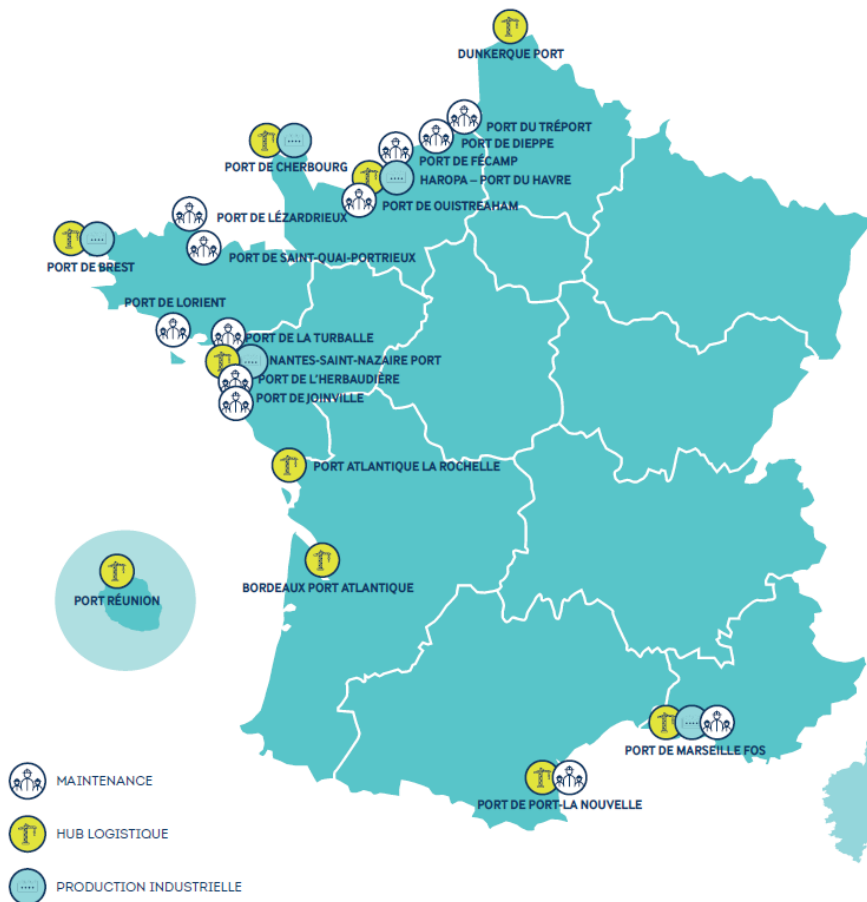 DUNKERQUE PORT
PORT DU TRÉPORT
PORT DE DIEPPE
PORT DE FÉCAMP
PORT DE CHERBOURG
HAROPA – PORT DU HAVRE
PORT DE OUISTREAHAM
PORT DE LÉZARDRIEUX
PORT DE SAINT-QUAI-PORTRIEUX
PORT DE BREST
PORT DE LORIENT
PORT DE LA TURBALLE
NANTES-SAINT-NAZAIRE PORT
PORT DE L'HERBAUDIÈRE
PORT DE JOINVILLE
PORT ATLANTIQUE LA ROCHELLE
BORDEAUX PORT ATLANTIQUE
PORT RÉUNION
PORT DE MARSEILLE FOS
PORT DE PORT-LA NOUVELLE
MAINTENANCE
HUB LOGISTIQUE
PRODUCTION INDUSTRIELLE